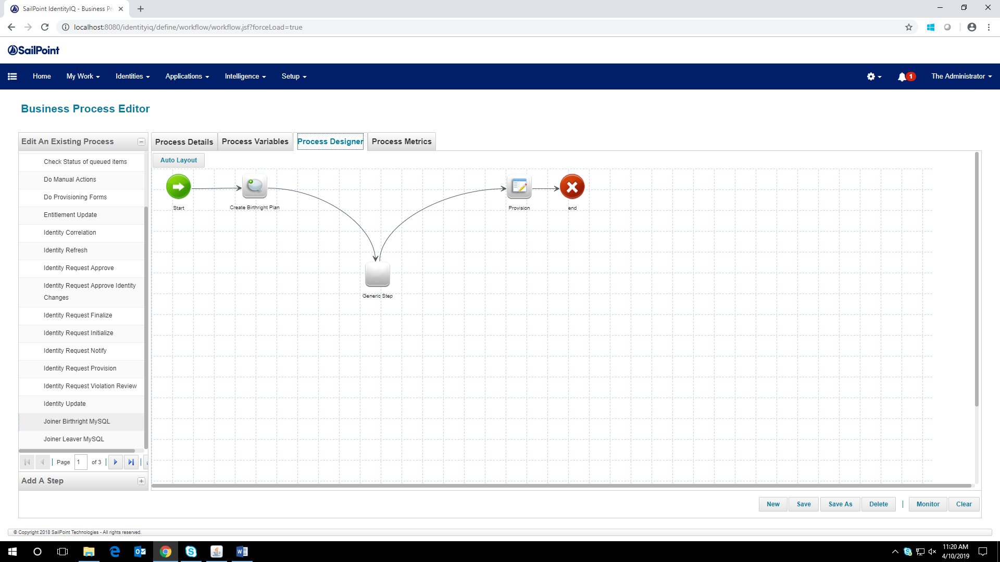 SailPoint IdentityIQ - Business Pr
localhost:8080/identityiq/define/workflow/workflow.jsf?forceLoad=true
SailPoint
Home
My Work
Identities
Applications
Intelligence
Setup
1
The Administrator
Business Process Editor
Edit An Existing Process
Check Status of queued items
Do Manual Actions
Do Provisioning Forms
Entitlement Update
Identity Correlation
Identity Refresh
Identity Request Approve
Identity Request Approve Identity
Changes
Identity Request Finalize
Identity Request Initialize
Identity Request Notify
Identity Request Provision
Identity Request Violation Review
Identity Update
Joiner Birthright MySQL
Joiner Leaver MySQL
Page 1 of 3
Add A Step
Process Details
Process Variables
Process Designer
Process Metrics
Auto Layout
Start
Create Birthright Plan
Provision
end
Generic Step
New
Save
Save As
Delete
Monitor
Clear
© Copyright 2018 SailPoint Technologies - All rights reserved.
11:20 AM
4/10/2019